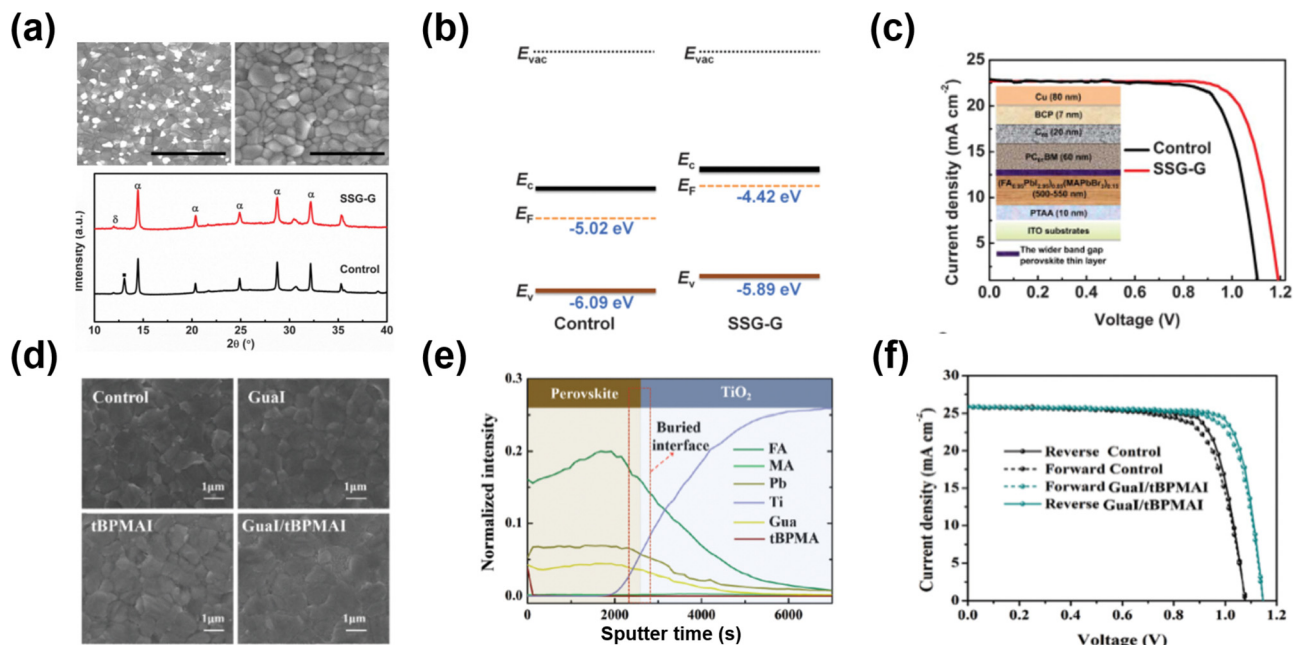 (a)
Intensity (a.u.)
δ
α
α
α
α
α
SSG-G
Control
10 15 20 25 30 35 40
2θ (°)
(b)
Evac
Evac
Ec
EF
-5.02 eV
Ev
-6.09 eV
Control
Ec
EF
-4.42 eV
Ev
-5.89 eV
SSG-G
(c)
Current density (mA cm-2)
30
25
20
15
10
5
Cu (80 nm)
BCP (7 nm)
C60 (20 nm)
PC61BM (60 nm)
(500-550 nm)
PTAA (10 nm)
ITO substrates
The wider band gap
perovskite thin layer
Control
SSG-G
0.0 0.2 0.4 0.6 0.8 1.0 1.2
Voltage (V)
(d)
Control
1μm
GuaI
1μm
tBPMAI
1μm
GuaI/tBPMAI
1μm
(e)
Normalized intensity
0.3
0.2
0.1
0.0
Perovskite
TiO2
Buried
interface
FA
MA
Pb
Ti
Gua
tBPMA
0 2000 4000 6000
Sputter time (s)
(f)
Current density (mA cm-2)
30
25
20
15
10
5
0
Reverse Control
Forward Control
Forward GuaI/tBPMAI
Reverse GuaI/tBPMAI
0.0 0.2 0.4 0.6 0.8 1.0 1.2
Voltage (V)